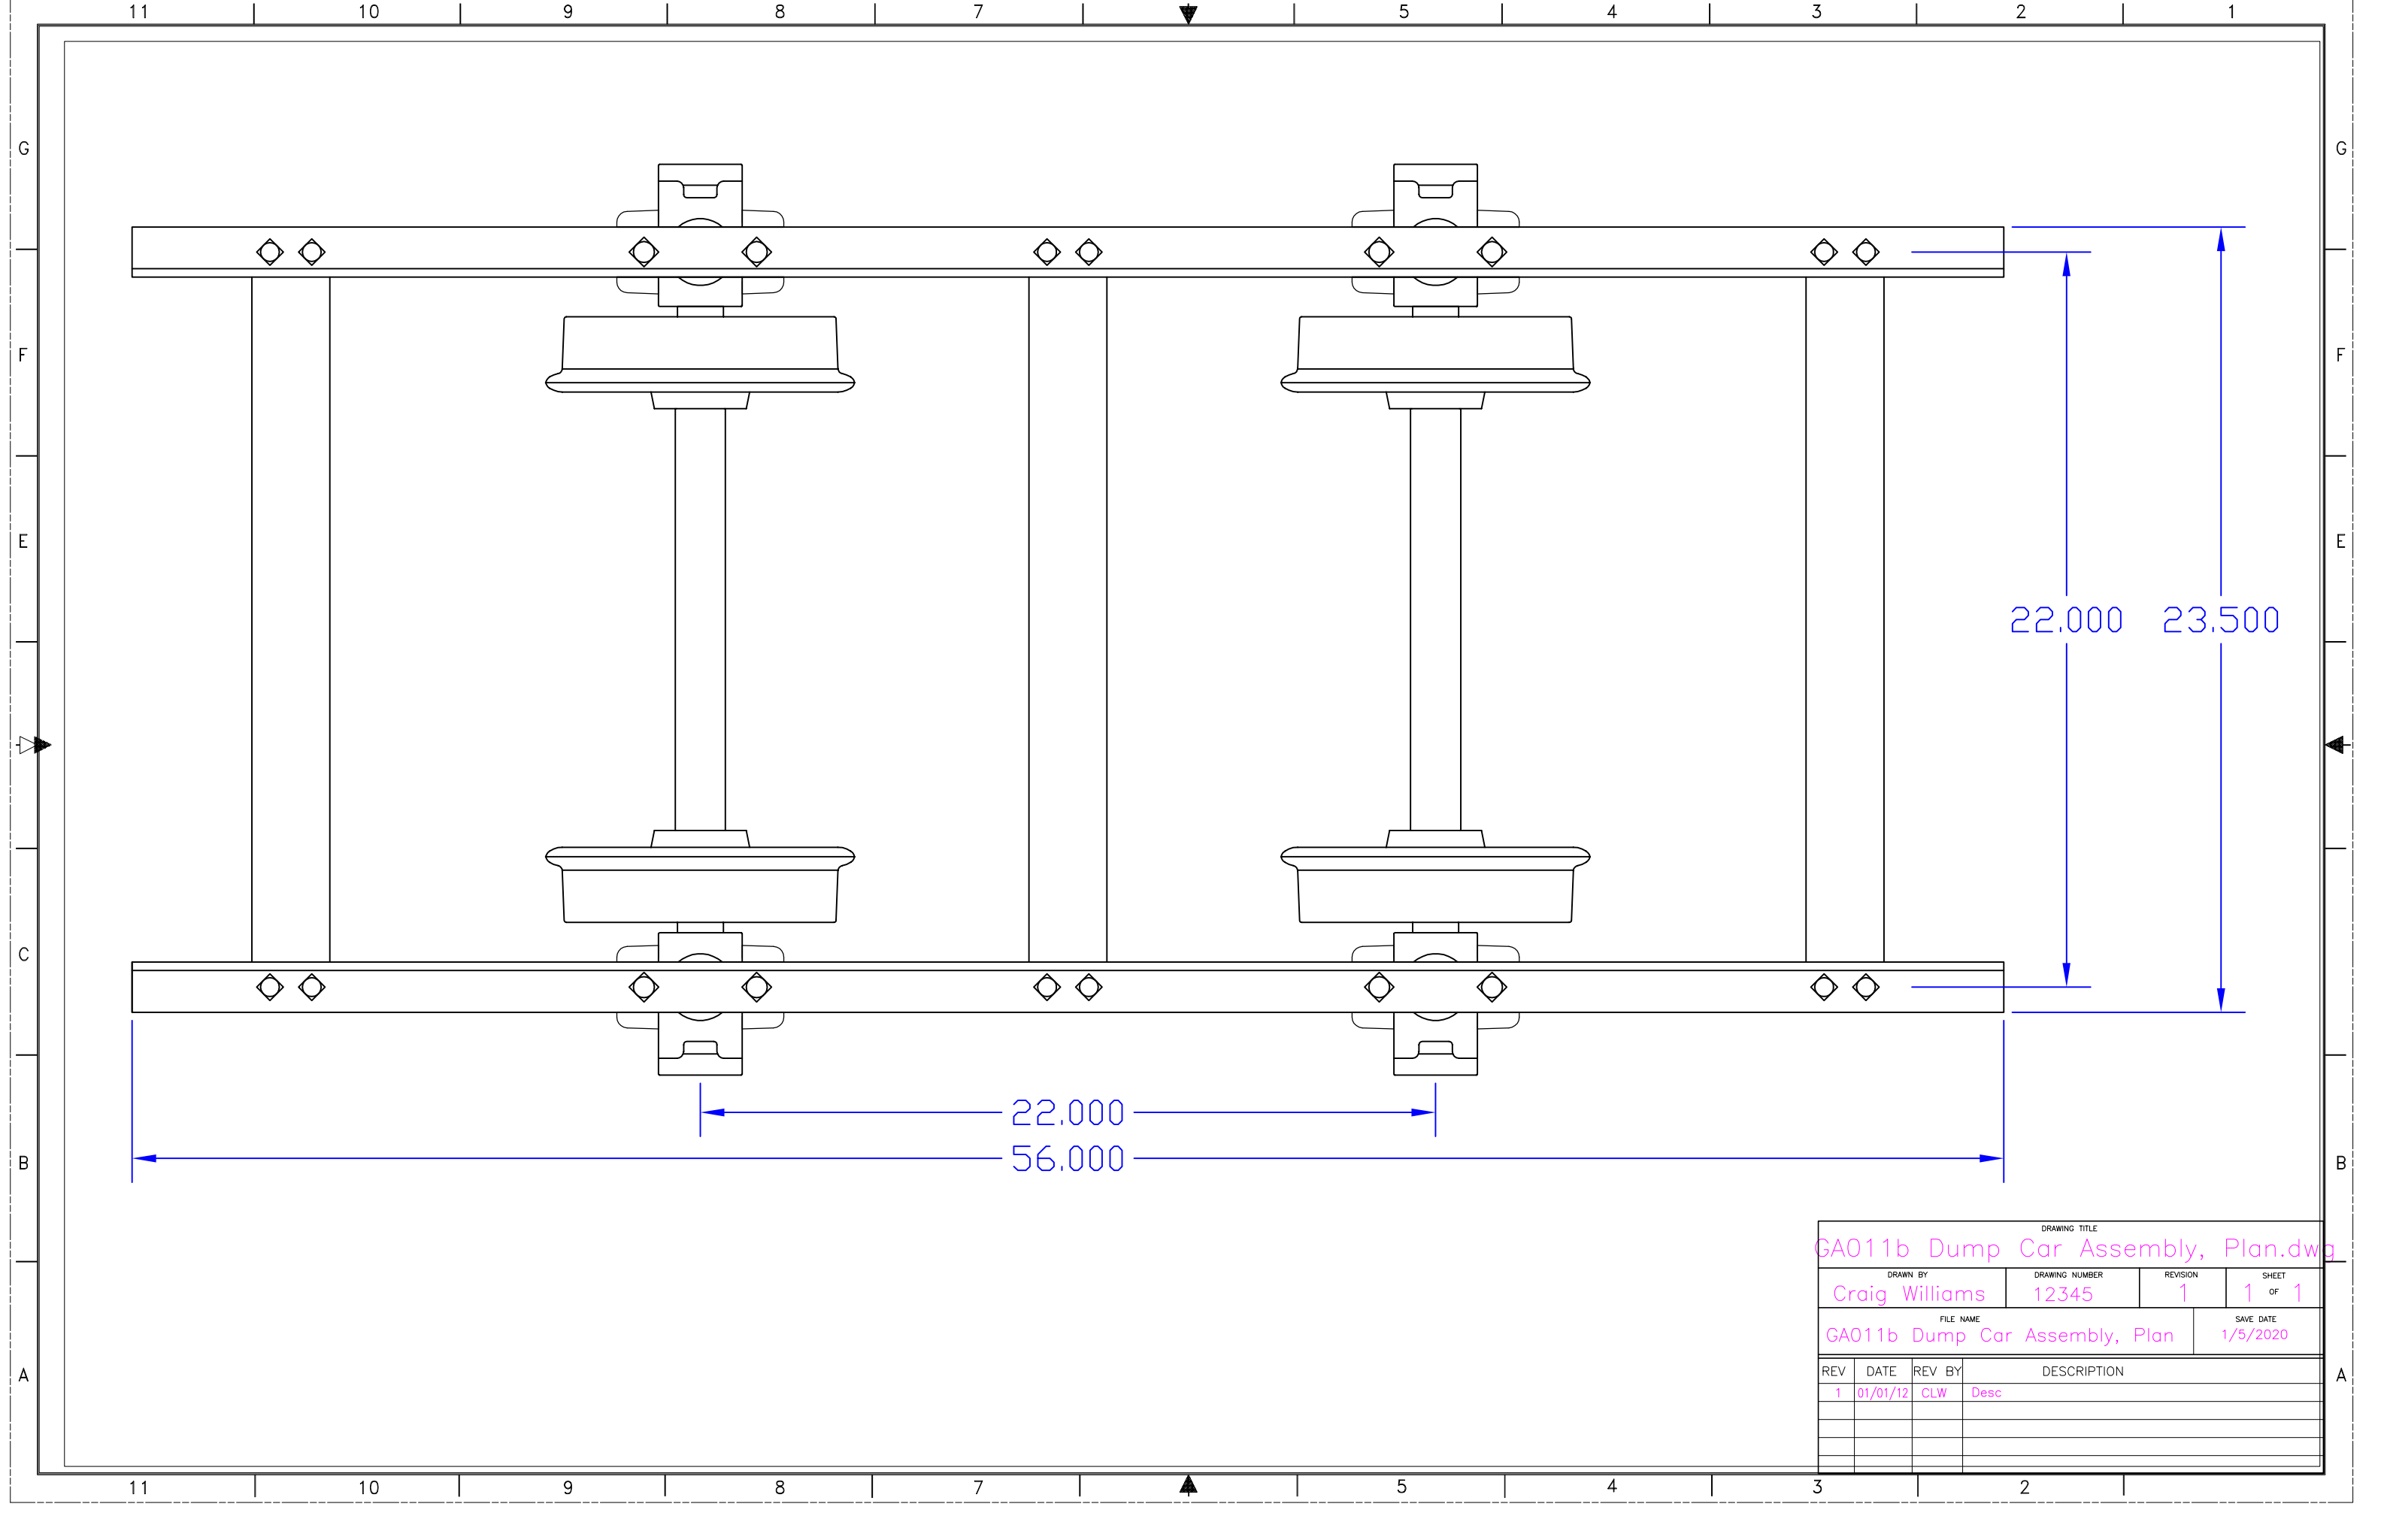 11 10 9 8 7 5 4 3 2 1
G G
F F
E E
22.000 23.500
C
22.000
56.000
B B
DRAWING TITLE
GA011b Dump Car Assembly, Plan.dwg
DRAWN BY DRAWING NUMBER REVISION SHEET
Craig Williams 12345 1 1 OF 1
FILE NAME SAVE DATE
GA011b Dump Car Assembly, Plan 1/5/2020
REV DATE REV BY DESCRIPTION
A A
1 01/01/12 CLW Desc
11 10 9 8 7 5 4 3 2